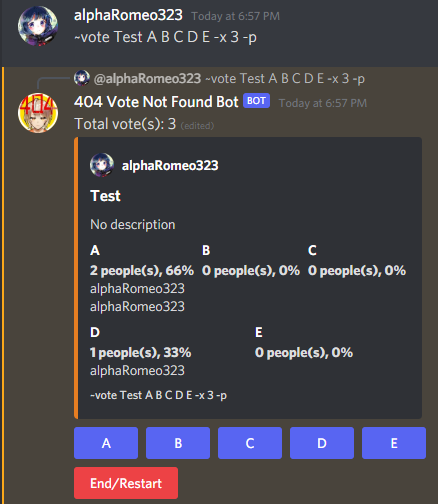 alphaRomeo323 Today at 6:57 PM
~vote Test A B C D E -x 3 -p
@alphaRomeo323 ~vote Test A B C D E -x 3 -p
404
404 Vote Not Found Bot BOT Today at 6:57 PM
Total vote(s): 3 (edited)
alphaRomeo323
Test
No description
A B C
2 people(s), 66% 0 people(s), 0% 0 people(s), 0%
alphaRomeo323
alphaRomeo323
D E
1 people(s), 33% 0 people(s), 0%
alphaRomeo323
~vote Test A B C D E -x 3 -p
A B C D E
End/Restart